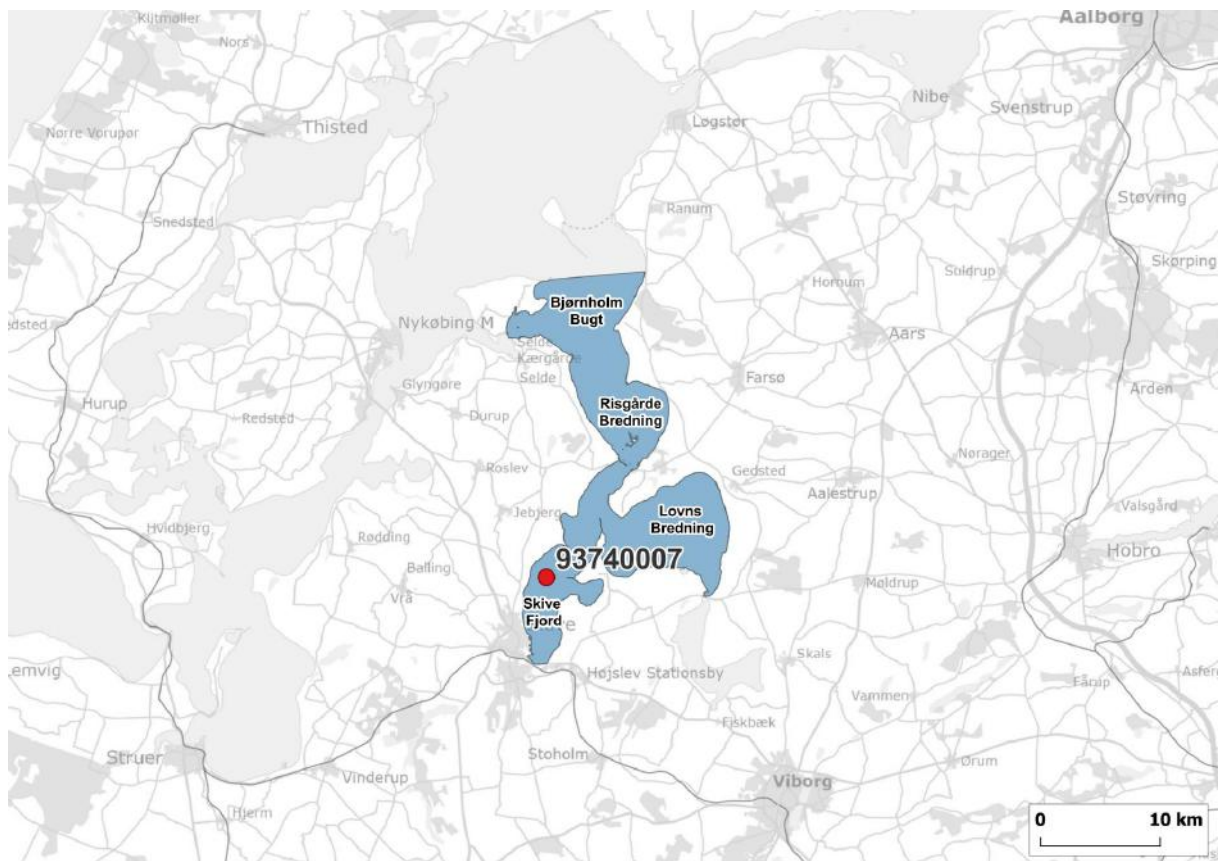 Klitmøller
Nors
Aalborg
Nørre Vorupør
Thisted
Løgstør
Nibe
Svenstrup
Støvring
Snedsted
Ranum
Skørping
Suldrup
Hornum
Bjørnholm
Bugt
Nykøbing M
Selde
Kærgårde
Selde
Aars
Farsø
Arden
Glyngøre
Durup
Risgårde
Bredning
Hurup
Redsted
Roslev
Gedsted
Nørager
Aalestrup
Valsgård
Jebjerg
Lovns
Bredning
Hvidbjerg
Rødding
Hobro
93740007
Balling
Vrå
Møldrup
Skive
Fjord
Skals
Højslev Stationsby
Lemvig
Vammen
Fårup
Fiskbæk
Struer
Stoholm
Vinderup
Ørum
Viborg
Hjerm
0 10 km